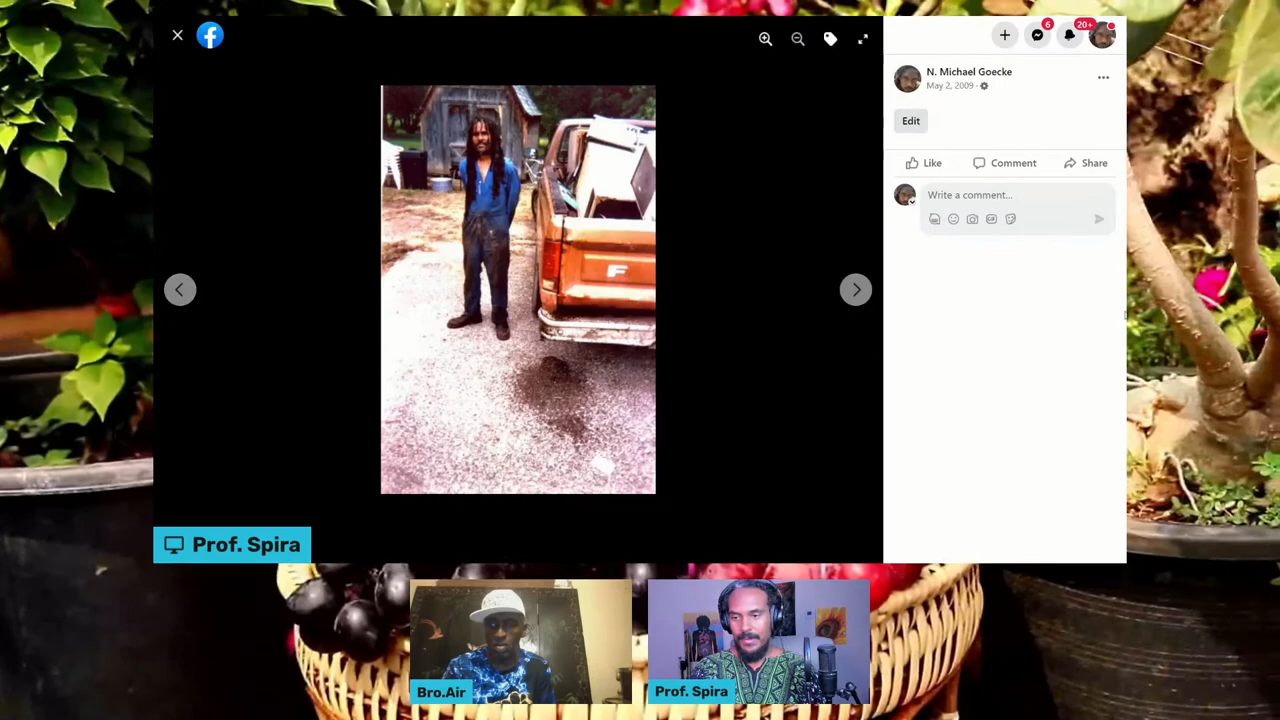 N. Michael Goecke
May 2, 2009 ·
Edit
Like Comment Share
Write a comment...
6
20+
F
GIF
Prof. Spira
Bro.Air
Prof. Spira